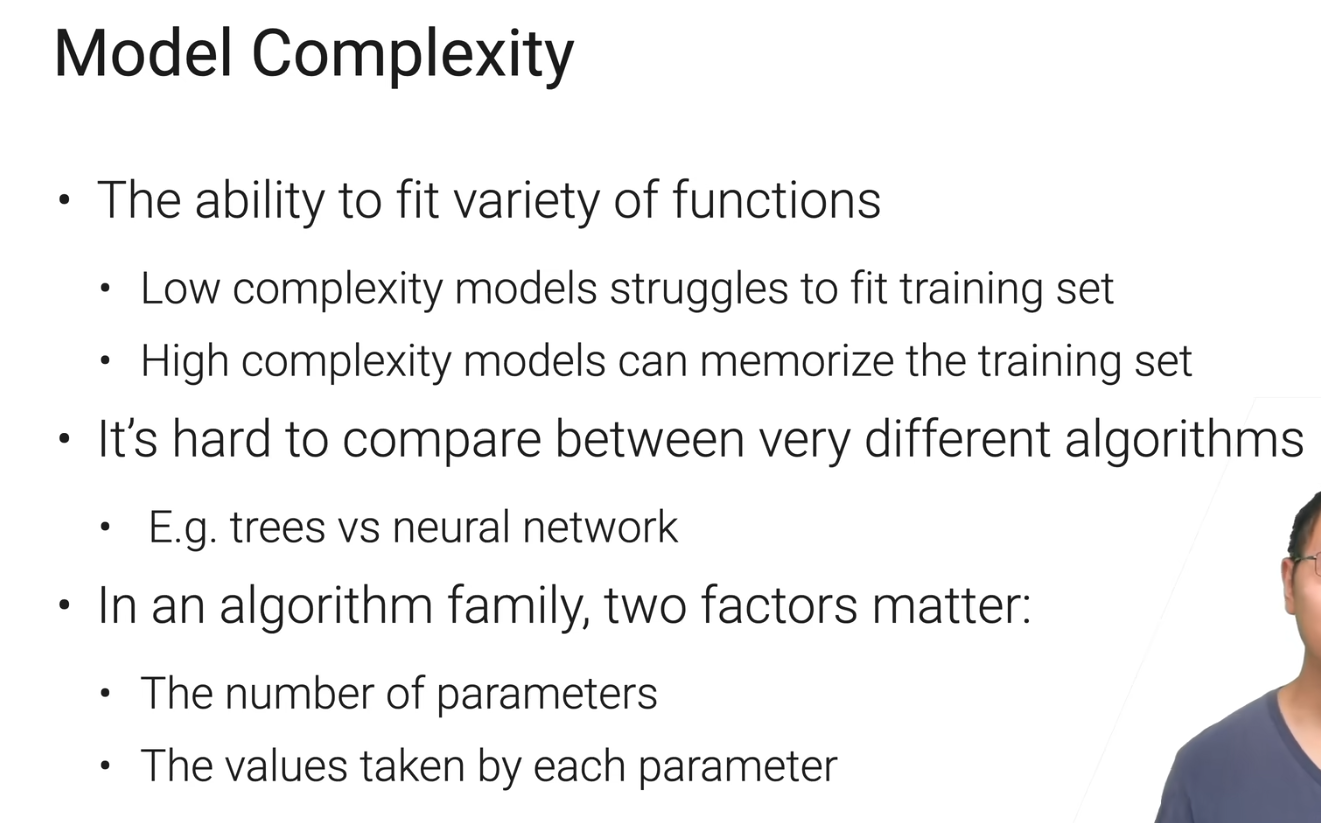 Model Complexity
• The ability to fit variety of functions
• Low complexity models struggles to fit training set
• High complexity models can memorize the training set
• It’s hard to compare between very different algorithms
• E.g. trees vs neural network
• In an algorithm family, two factors matter:
• The number of parameters
• The values taken by each parameter